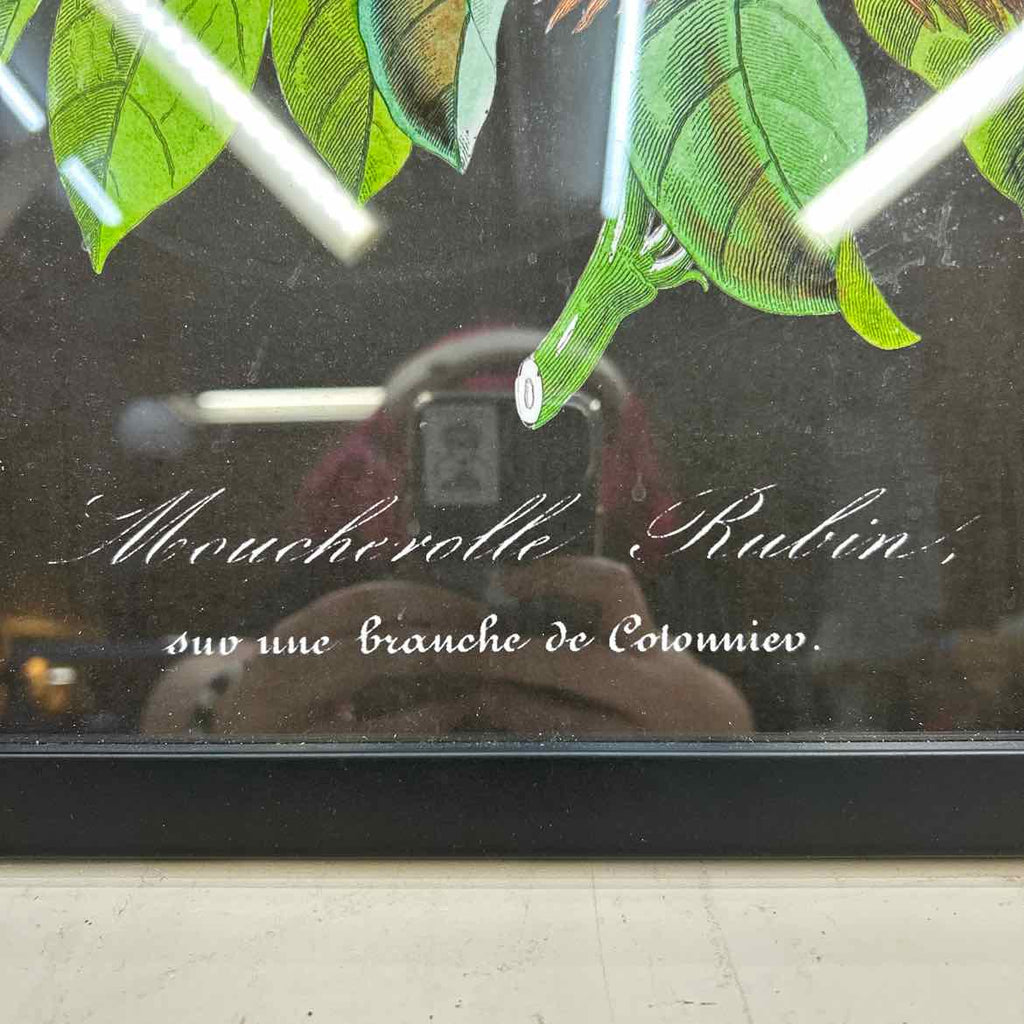 Moucherolle Rubin,
sur une branche de Cotonnier.